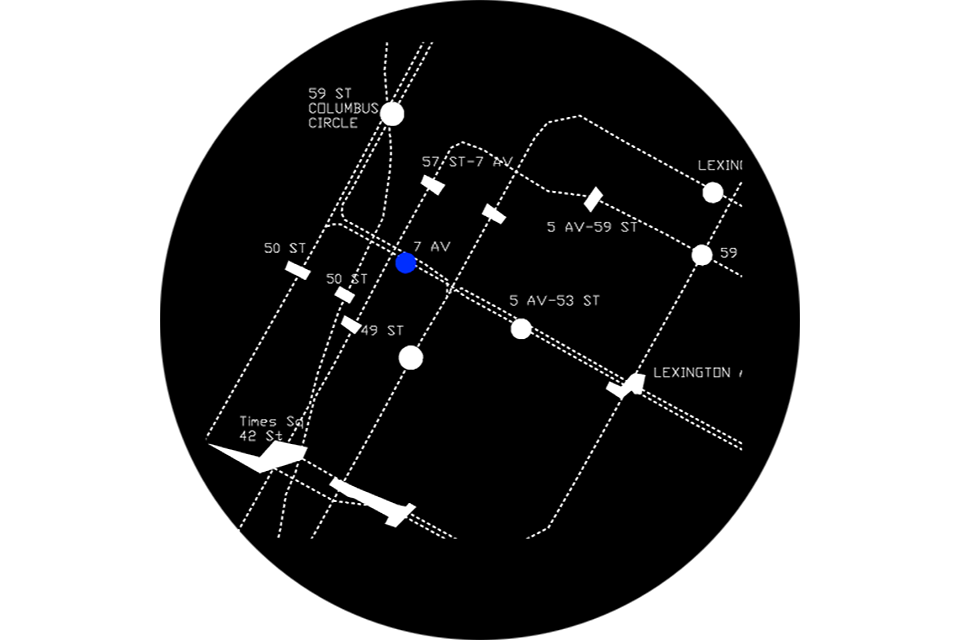 59 ST
COLUMBUS
CIRCLE
57 ST-7 AV
LEXIN
5 AV-59 ST
7 AV
50 ST
59
50 ST
5 AV-53 ST
49 ST
LEXINGTON
Times Sq
42 St